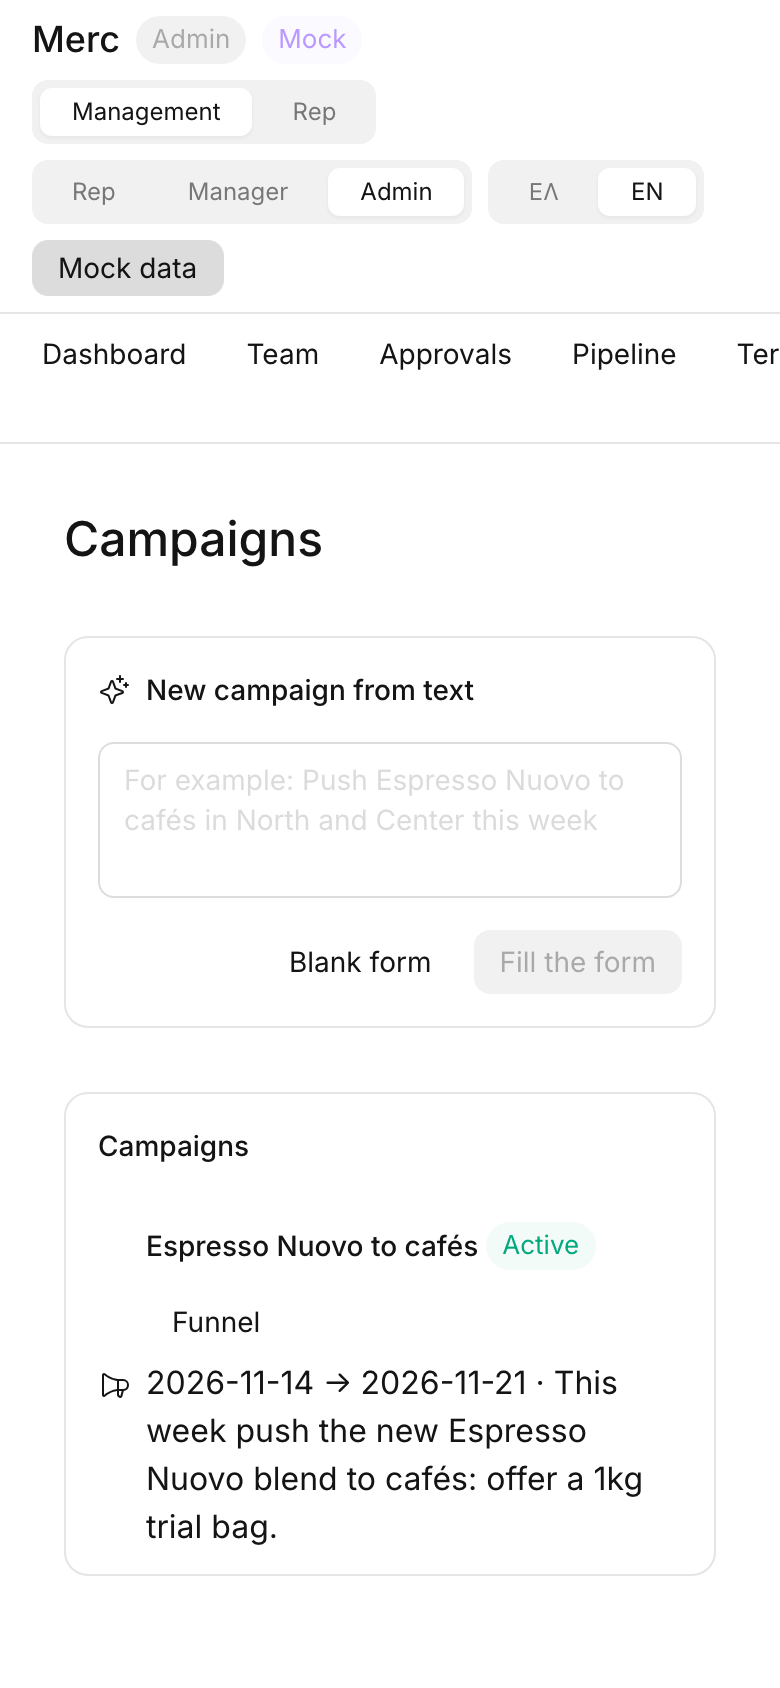 Merc Admin Mock
Management Rep
Rep Manager Admin ΕΛ EN
Mock data
Dashboard Team Approvals Pipeline Ter
Campaigns
New campaign from text
For example: Push Espresso Nuovo to
cafés in North and Center this week
Blank form Fill the form
Campaigns
Espresso Nuovo to cafés Active
Funnel
2026-11-14 → 2026-11-21 · This
week push the new Espresso
Nuovo blend to cafés: offer a 1kg
trial bag.